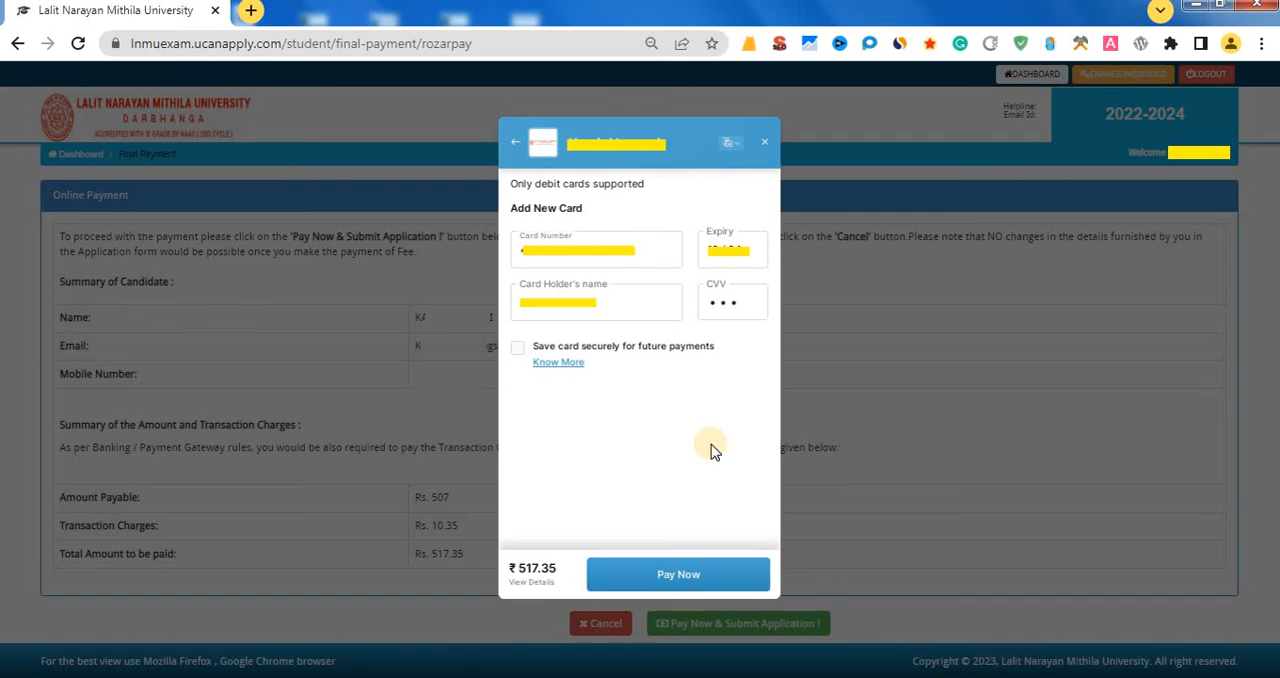 Lalit Narayan Mithila University
lnmuexam.ucanapply.com/student/final-payment/rozarpay
DASHBOARD
CHANGE PASSWORD
LOGOUT
LALIT NARAYAN MITHILA UNIVERSITY
DARBHANGA
ACCREDITED WITH 'B' GRADE BY NAAC ( 2ND CYCLE )
Helpline:
Email Id:
2022-2024
Dashboard / Final Payment
Welcome
Online Payment
To proceed with the payment please click on the 'Pay Now & Submit Application !' button
click on the 'Cancel' button.Please note that NO changes in the details furnished by you in
the Application form would be possible once you make the payment of Fee.
Summary of Candidate :
Name:
Email:
K
Mobile Number:
Summary of the Amount and Transaction Charges :
As per Banking / Payment Gateway rules, you would be also required to pay the Transaction
given below:
Amount Payable:
Rs. 507
Transaction Charges:
Rs. 10.35
Total Amount to be paid:
Rs. 517.35
Only debit cards supported
Add New Card
Card Number
Expiry
Card Holder's name
CVV
Save card securely for future payments
Know More
₹ 517.35
View Details
Pay Now
Cancel
Pay Now & Submit Application !
For the best view use Mozilla Firefox , Google Chrome browser
Copyright © 2023, Lalit Narayan Mithila University. All right reserved.